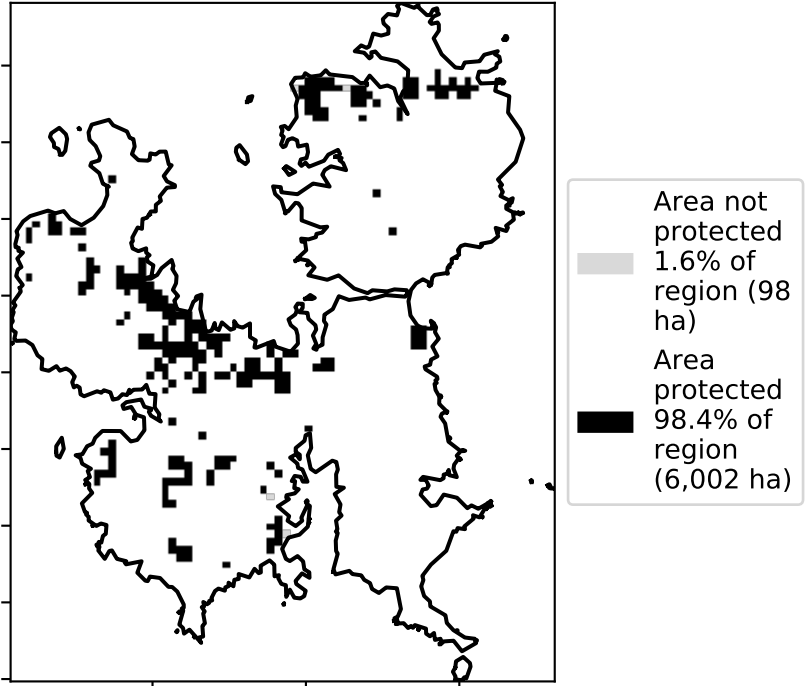 Area not
protected
1.6% of
region (98
ha)
Area
protected
98.4% of
region
(6,002 ha)